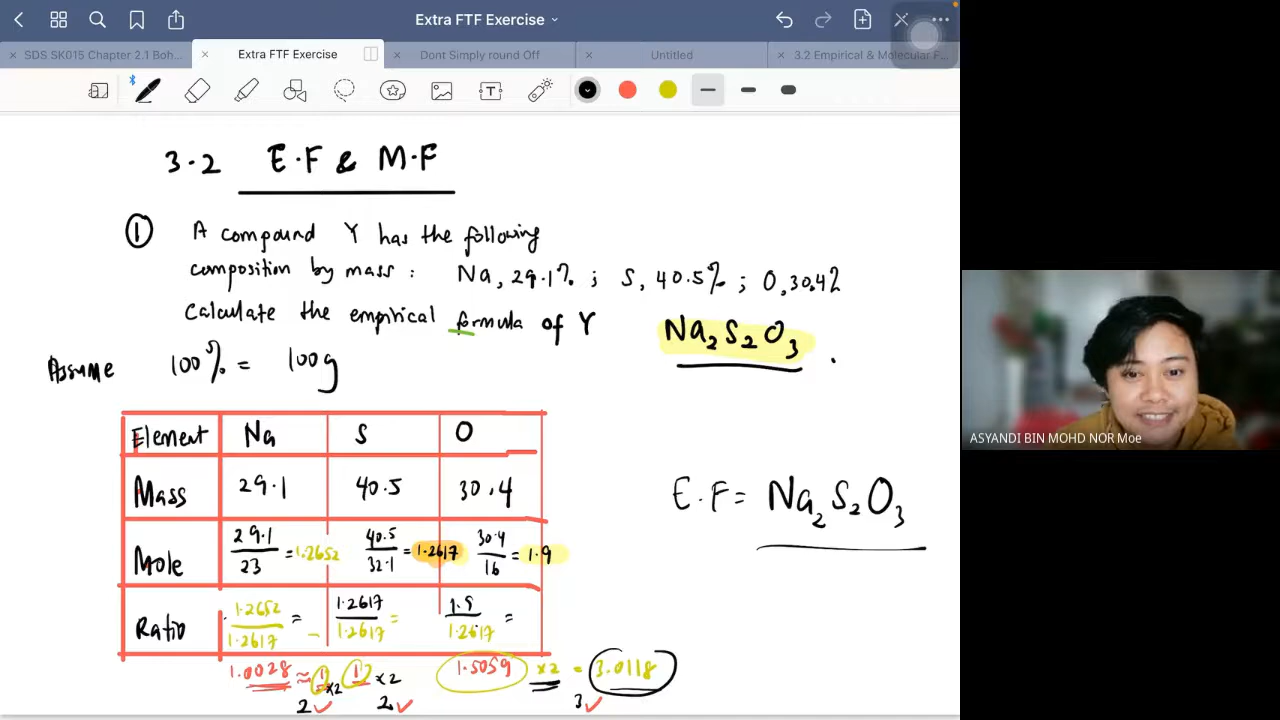 Extra FTF Exercise
SDS SK015 Chapter 2.1 Boh...
Extra FTF Exercise
Dont Simply round Off
Untitled
3.2 Empirical & Molecular F...
3.2 E.F & M.F
① A compound Y has the following
composition by mass : Na, 29.1% ; S, 40.5% ; O, 30.4%
Calculate the empirical formula of Y
Na₂S₂O₃
Assume 100% = 100g
Element Na S O
Mass 29.1 40.5 30.4
E.F = Na₂S₂O₃
Mole 29.1/23 = 1.2652 40.5/32.1 = 1.2617 30.4/16 = 1.9
Ratio 1.2652/1.2617 = 1.2617/1.2617 = 1.9/1.2617 =
1.0028 ≈ 1 ×2 1 ×2 1.5059 ×2 = 3.0118
2 2 3
ASYANDI BIN MOHD NOR Moe